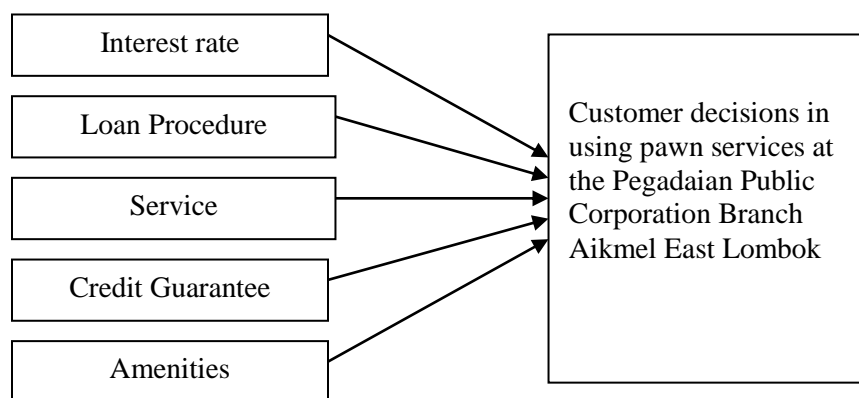 Interest rate
Loan Procedure
Service
Credit Guarantee
Amenities
Customer decisions in
using pawn services at
the Pegadaian Public
Corporation Branch
Aikmel East Lombok